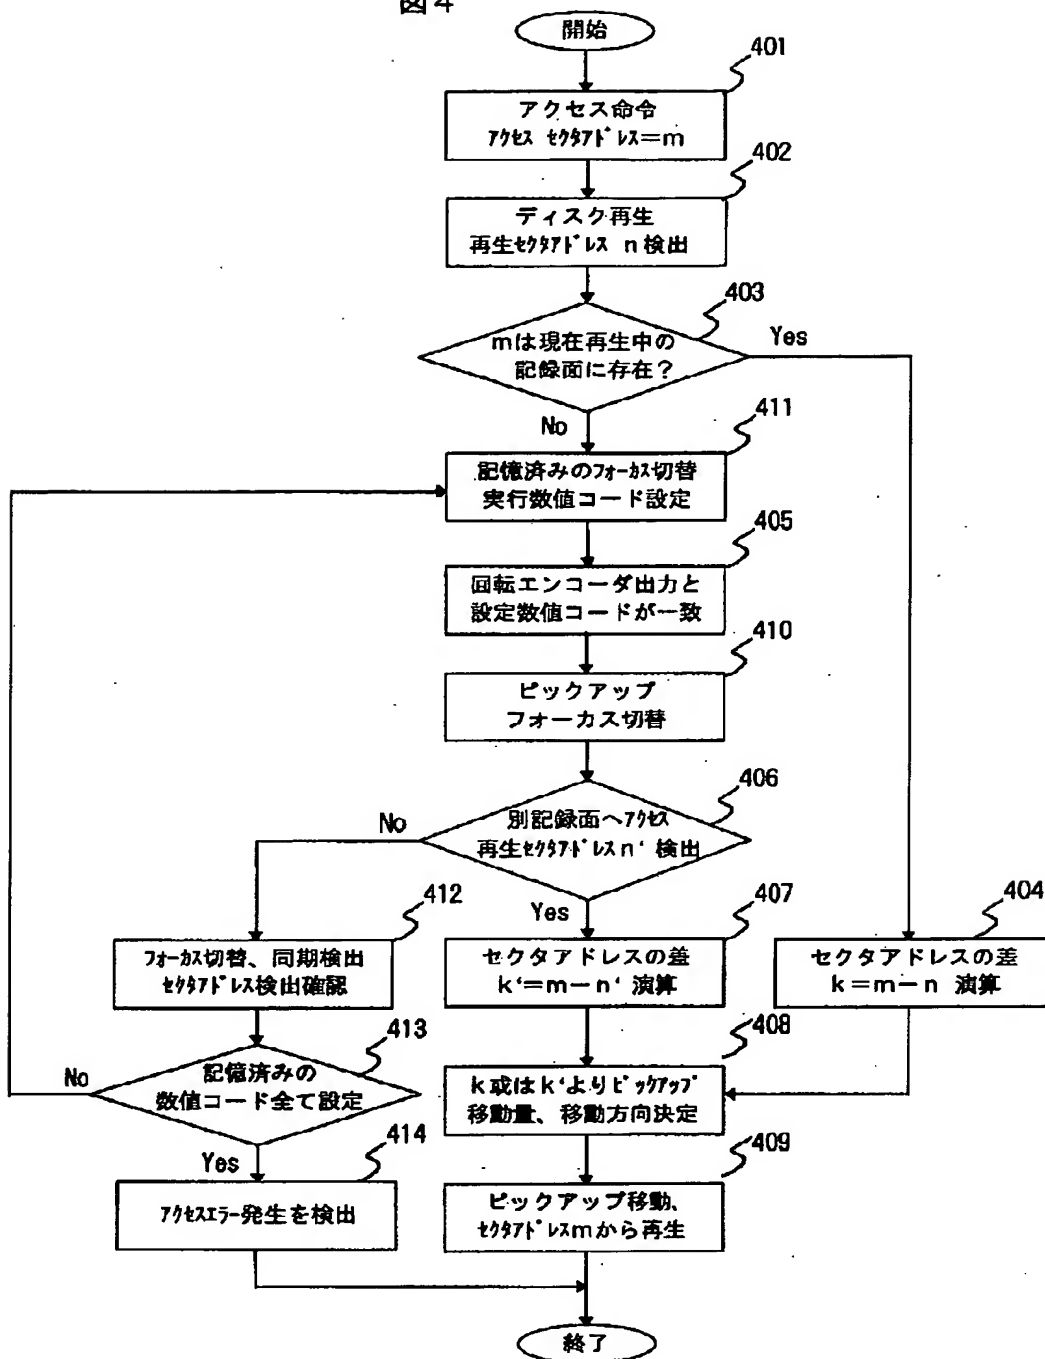 図4
開始
401
アクセス命令
ｱｸｾｽ ｾｸﾀｱﾄﾞﾚｽ=m
402
ディスク再生
再生ｾｸﾀｱﾄﾞﾚｽ n検出
403
mは現在再生中の
記録面に存在？
Yes
No
411
記憶済みのﾌｫｰｶｽ切替
実行数値コード設定
405
回転エンコーダ出力と
設定数値コードが一致
410
ピックアップ
フォーカス切替
406
別記録面へｱｸｾｽ
再生ｾｸﾀｱﾄﾞﾚｽn' 検出
No
Yes
412
ﾌｫｰｶｽ切替、同期検出
ｾｸﾀｱﾄﾞﾚｽ検出確認
407
セクタアドレスの差
k'=m-n' 演算
404
セクタアドレスの差
k=m-n 演算
413
記憶済みの
数値コード全て設定
No
Yes
408
k或はk'よりﾋﾟｯｸｱｯﾌﾟ
移動量、移動方向決定
414
ｱｸｾｽｴﾗｰ発生を検出
409
ピックアップ移動、
ｾｸﾀｱﾄﾞﾚｽmから再生
終了